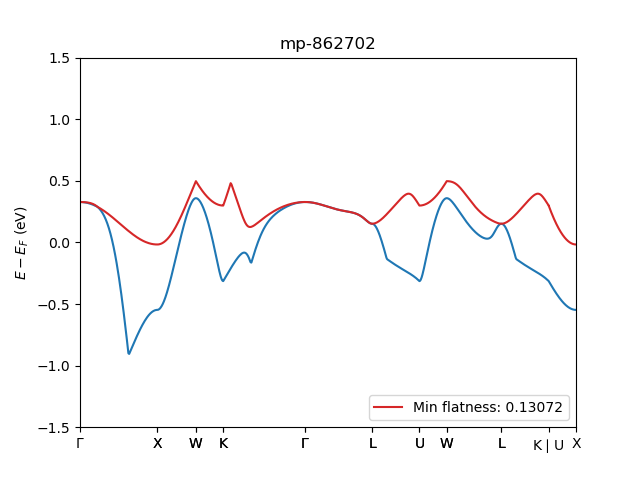 mp-862702
1.5
1.0
0.5
0.0
−0.5
−1.0
−1.5
E − E_F (eV)
Min flatness: 0.13072
Γ X W K Γ L U W L K | U X